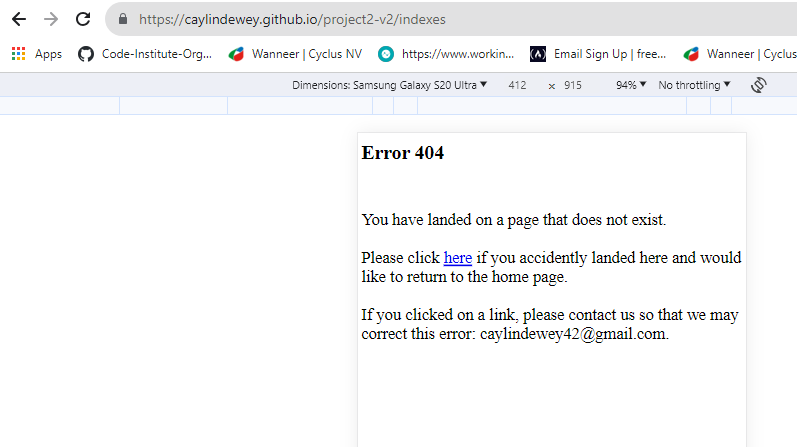 https://caylindewey.github.io/project2-v2/indexes
Apps Code-Institute-Org... Wanneer | Cyclus NV https://www.workin... Email Sign Up | free... Wanneer | Cyclus
Dimensions: Samsung Galaxy S20 Ultra ▼ 412 × 915 94% ▼ No throttling ▼
Error 404
You have landed on a page that does not exist.
Please click here if you accidently landed here and would
like to return to the home page.
If you clicked on a link, please contact us so that we may
correct this error: caylindewey42@gmail.com.